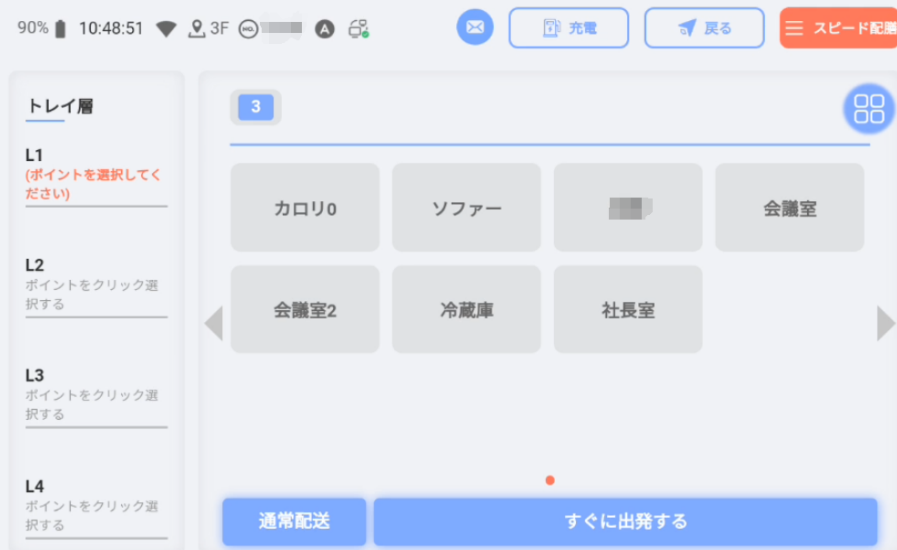 90% 10:48:51 3F A 充電 戻る スピード配膳
トレイ層
3
L1
(ポイントを選択してく
ださい)
カロリ0 ソファー 会議室
L2
ポイントをクリック選
択する
会議室2 冷蔵庫 社長室
L3
ポイントをクリック選
択する
L4
ポイントをクリック選
択する
通常配送 すぐに出発する